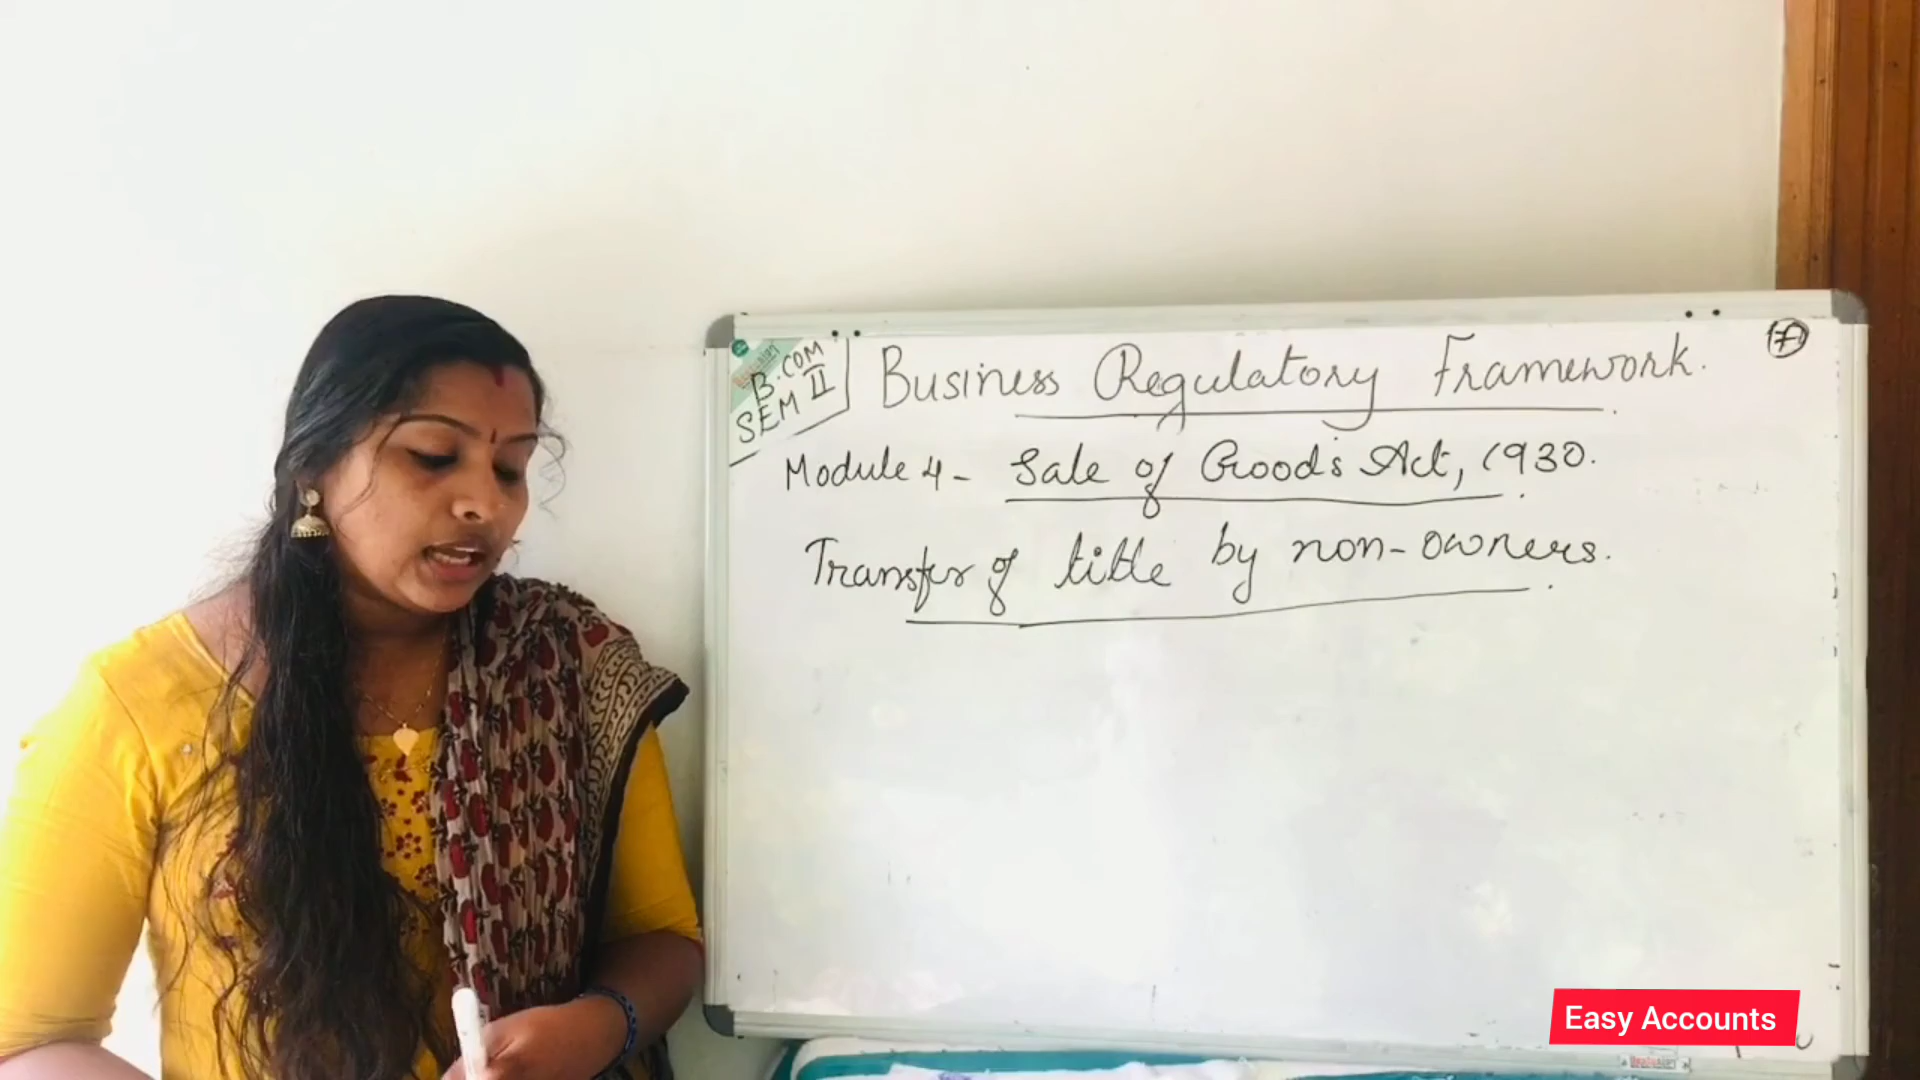 B.COM
SEM II
Business Regulatory Framework.
7
Module 4 - Sale of Goods Act, 1930.
Transfer of title by non-owners.
Easy Accounts